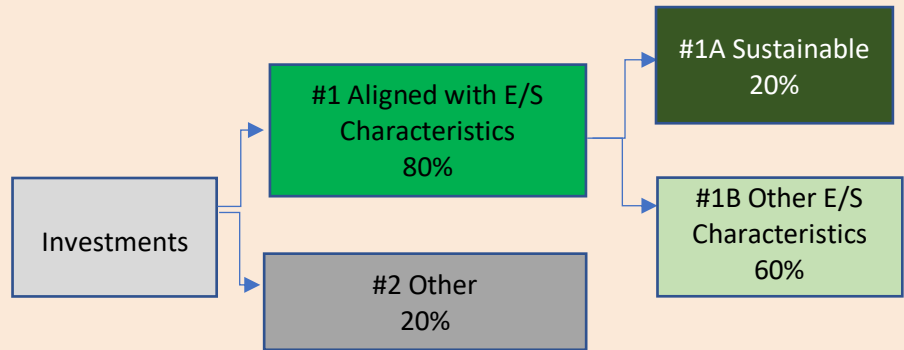 Investments
#1 Aligned with E/S
Characteristics
80%
#2 Other
20%
#1A Sustainable
20%
#1B Other E/S
Characteristics
60%